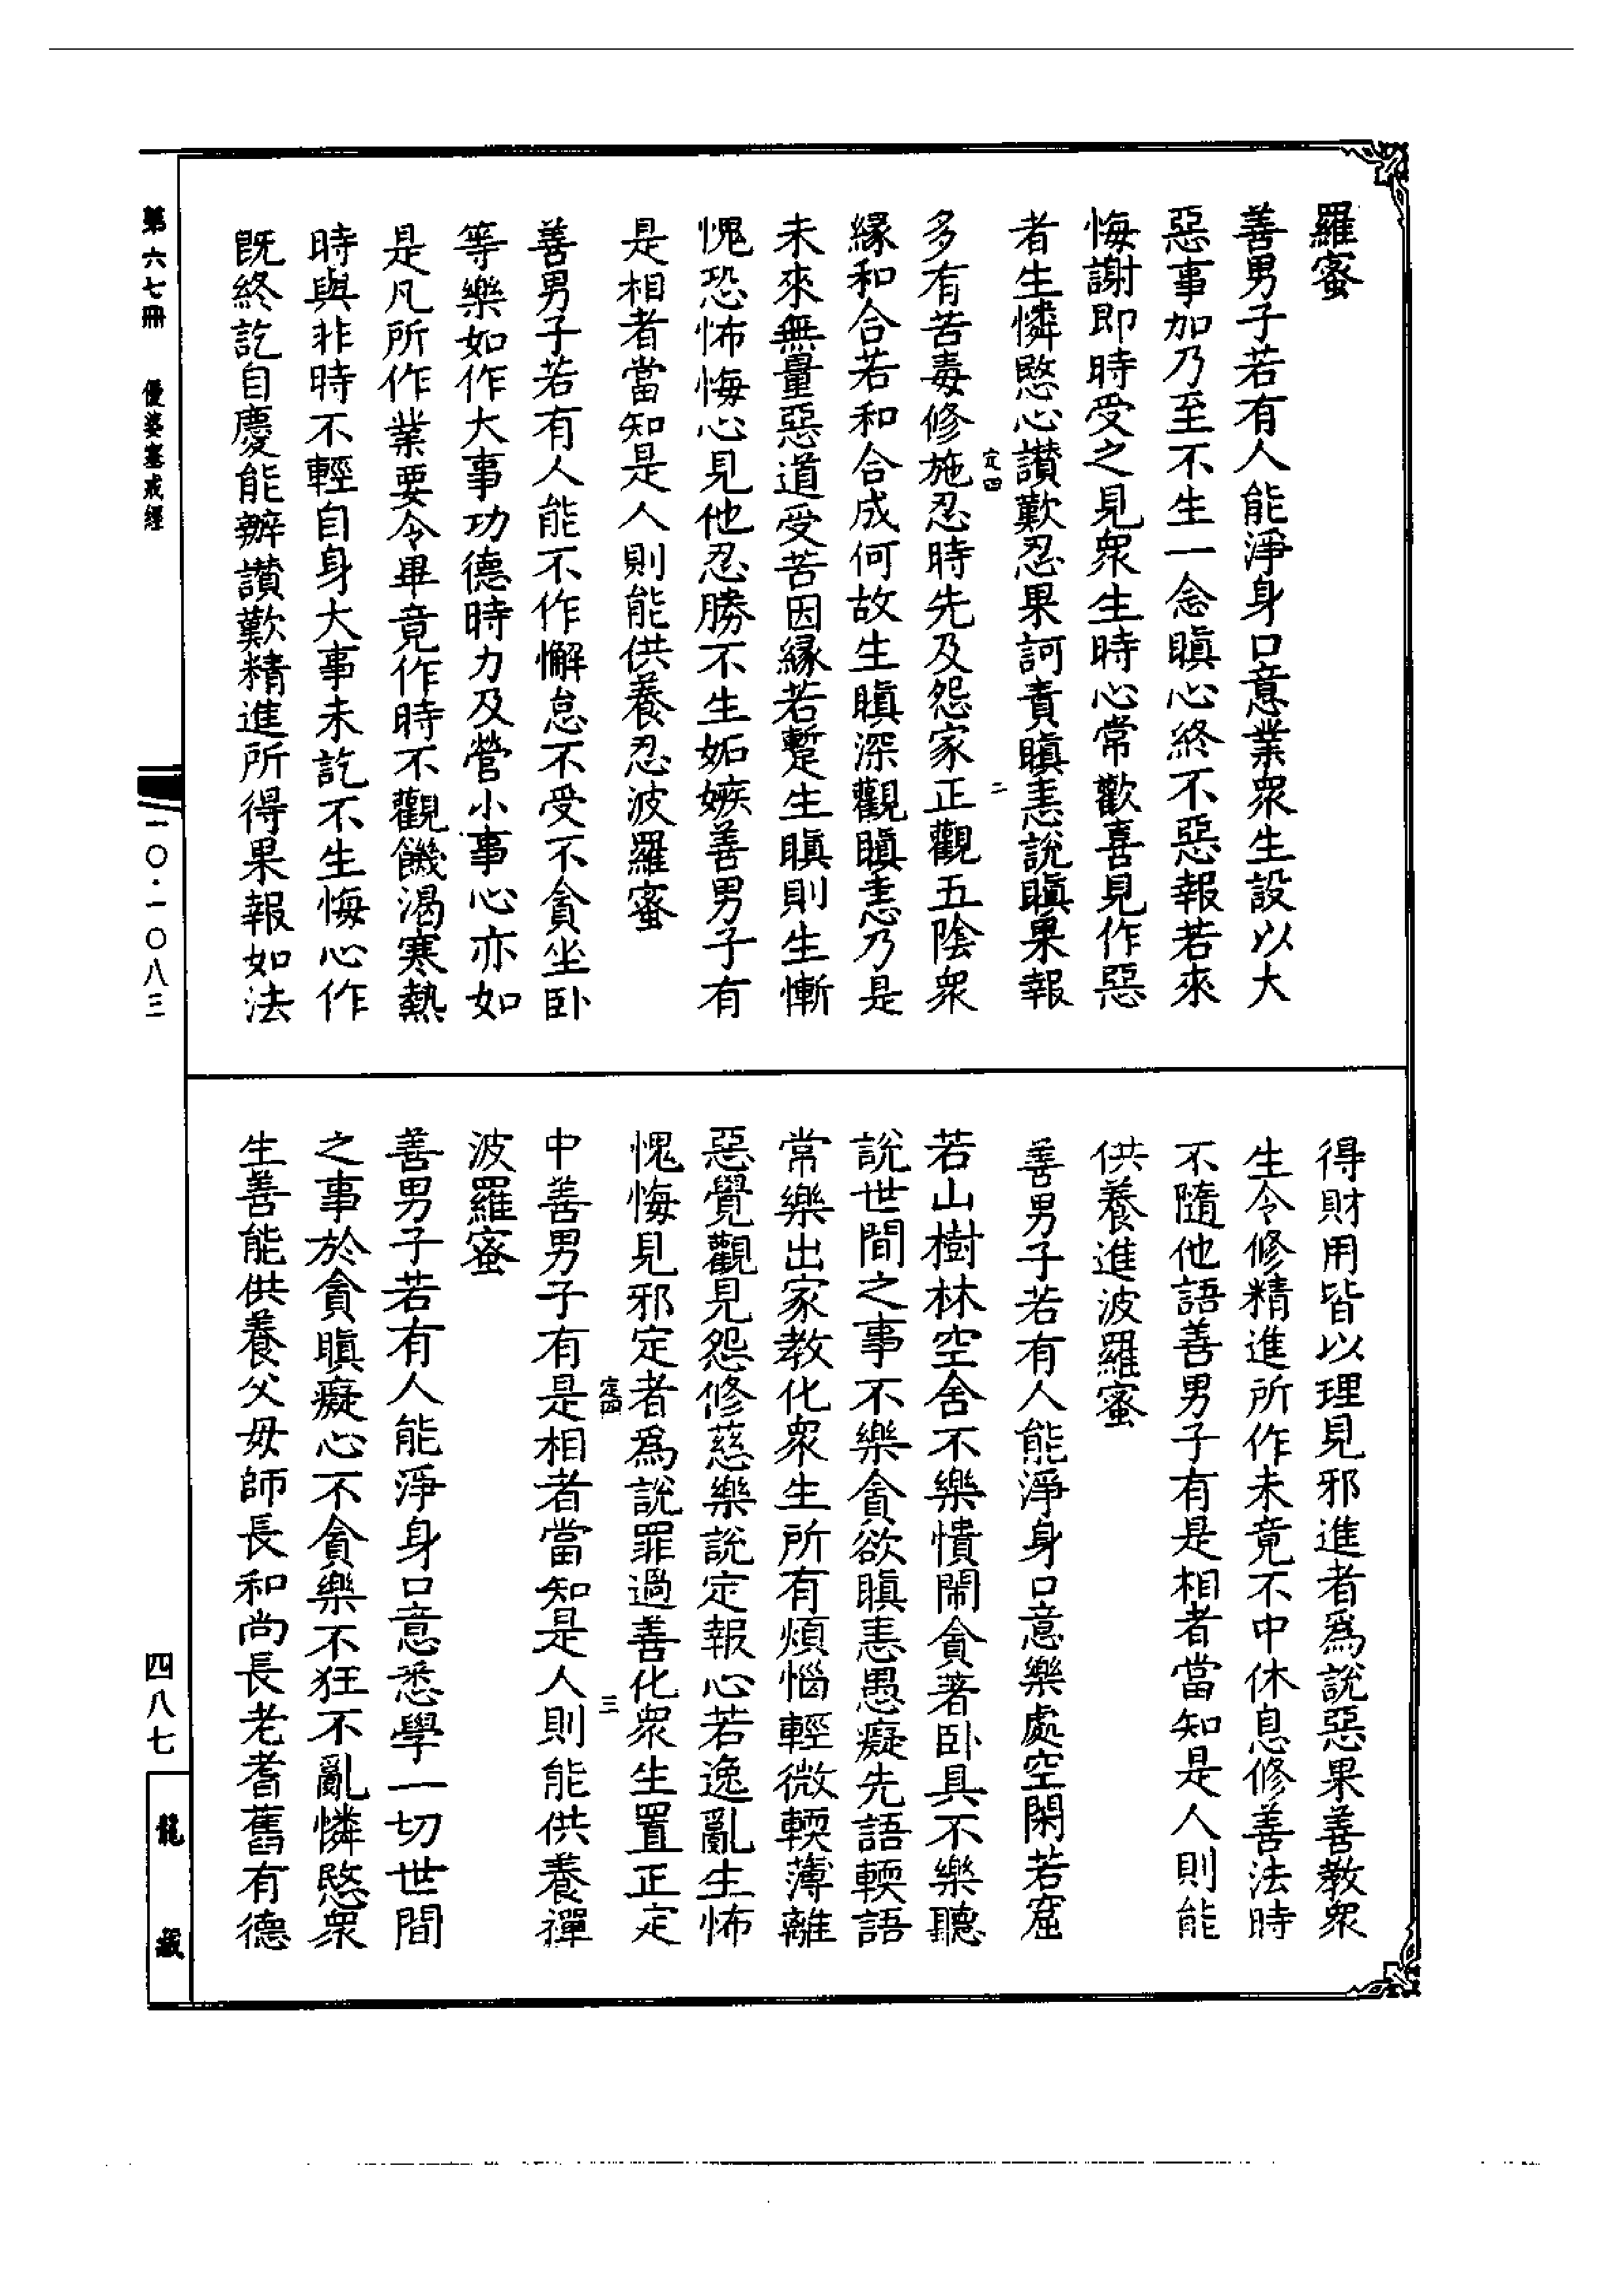 羅蜜
善男子若有人能淨身口意業衆生設以大
惡事加乃至不生一念瞋心終不惡報若來
悔謝即時受之見衆生時心常歡喜見作惡
者生憐愍心讃歎忍果訶責瞋恚說瞋果報
定四 二
多有苦毒修施忍時先及怨家正觀五陰衆
緣和合若和合成何故生瞋深觀瞋恚乃是
未來無量惡道受苦因緣若蹔生瞋則生慚
愧恐怖悔心見他忍勝不生妬嫉善男子有
是相者當知是人則能供養忍波羅蜜
善男子若有人能不作懈怠不受不貪坐卧
等樂如作大事功德時力及營小事心亦如
是凡所作業要令畢竟作時不觀饑渴寒熱
時與非時不輕自身大事未訖不生悔心作
既終訖自慶能辦讃歎精進所得果報如法
得財用皆以理見邪進者爲說惡果善教衆
生令修精進所作未竟不中休息修善法時
不隨他語善男子有是相者當知是人則能
供養進波羅蜜
善男子若有人能淨身口意樂處空閑若窟
若山樹林空舍不樂憒閙貪著卧具不樂聽
說世間之事不樂貪欲瞋恚愚癡先語輭語
常樂出家教化衆生所有煩惱輕微輭薄離
惡覺觀見怨修慈樂說定報心若逸亂生怖
愧悔見邪定者爲說罪過善化衆生置正定
定四 三
中善男子有是相者當知是人則能供養禪
波羅蜜
善男子若有人能淨身口意悉學一切世間
之事於貪瞋癡心不貪樂不狂不亂憐愍衆
生善能供養父母師長和尚長老耆舊有德
第六七冊 優婆塞戒經 一〇·一〇八三 四八七 龍藏